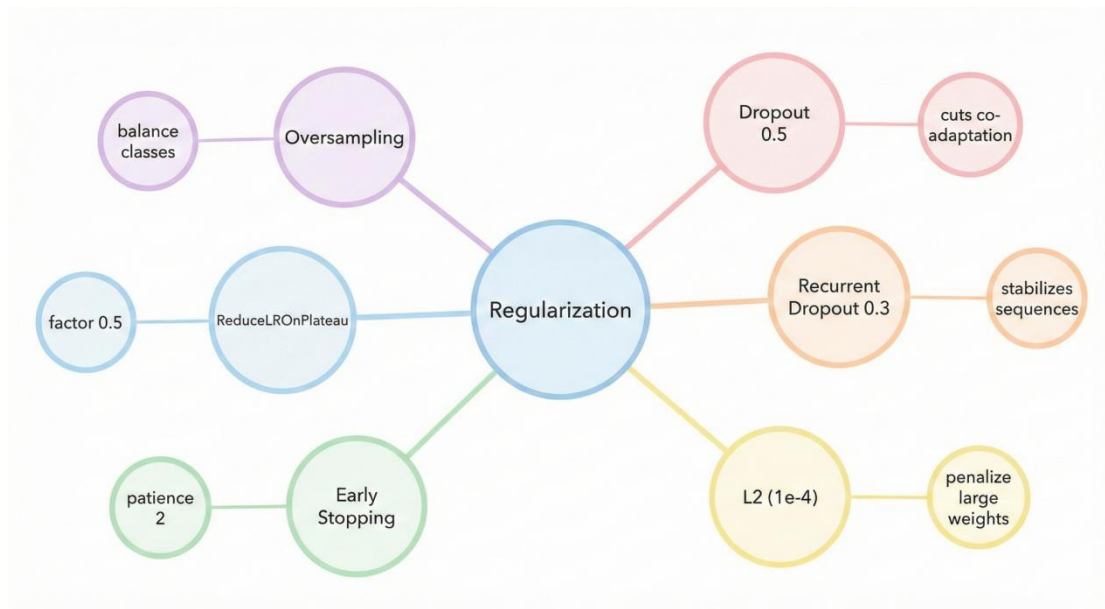 balance
classes
Oversampling
Dropout
0.5
cuts co-
adaptation
factor 0.5
ReduceLROnPlateau
Regularization
Recurrent
Dropout 0.3
stabilizes
sequences
patience
2
Early
Stopping
L2 (1e-4)
penalize
large
weights